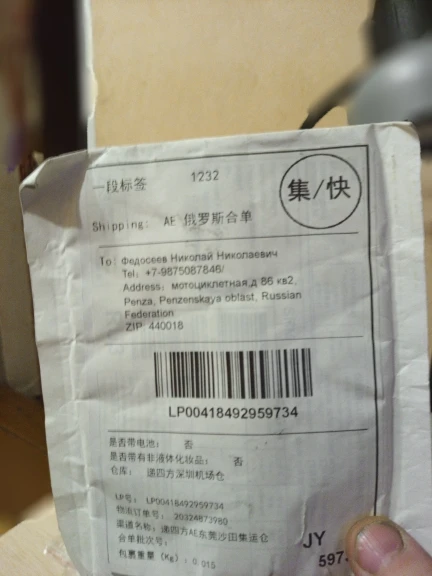 一段标签 1232
集/快
Shipping: AE 俄罗斯合单
To: Федосеев Николай Николаевич
Tel: +7-9875087846/
Address: мотоциклетная,д 86 кв2,
Penza, Penzenskaya oblast, Russian
Federation
ZIP: 440018
LP00418492959734
是否带电池: 否
是否带有非液体化妆品: 否
仓库: 递四方深圳机场仓
LP号: LP00418492959734
物流订单号: 20324873980
渠道名称: 递四方AE东莞沙田集运仓
合单批次号:
包裹重量 (Kg): 0.015
JY
597